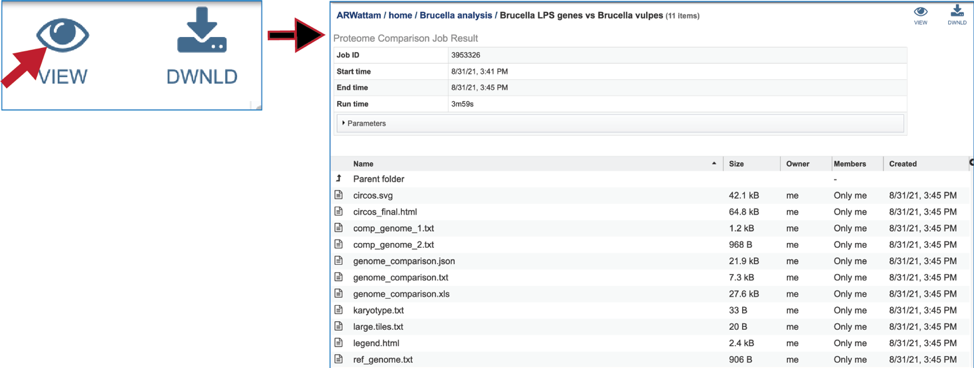 VIEW DWNLD
ARWattam / home / Brucella analysis / Brucella LPS genes vs Brucella vulpes (11 items)
VIEW DWNLD
Proteome Comparison Job Result
Job ID 3953326
Start time 8/31/21, 3:41 PM
End time 8/31/21, 3:45 PM
Run time 3m59s
Parameters
Name Size Owner Members Created
Parent folder -
circos.svg 42.1 kB me Only me 8/31/21, 3:45 PM
circos_final.html 64.8 kB me Only me 8/31/21, 3:45 PM
comp_genome_1.txt 1.2 kB me Only me 8/31/21, 3:45 PM
comp_genome_2.txt 968 B me Only me 8/31/21, 3:45 PM
genome_comparison.json 21.9 kB me Only me 8/31/21, 3:45 PM
genome_comparison.txt 7.3 kB me Only me 8/31/21, 3:45 PM
genome_comparison.xls 27.6 kB me Only me 8/31/21, 3:45 PM
karyotype.txt 33 B me Only me 8/31/21, 3:45 PM
large.tiles.txt 20 B me Only me 8/31/21, 3:45 PM
legend.html 2.4 kB me Only me 8/31/21, 3:45 PM
ref_genome.txt 906 B me Only me 8/31/21, 3:45 PM